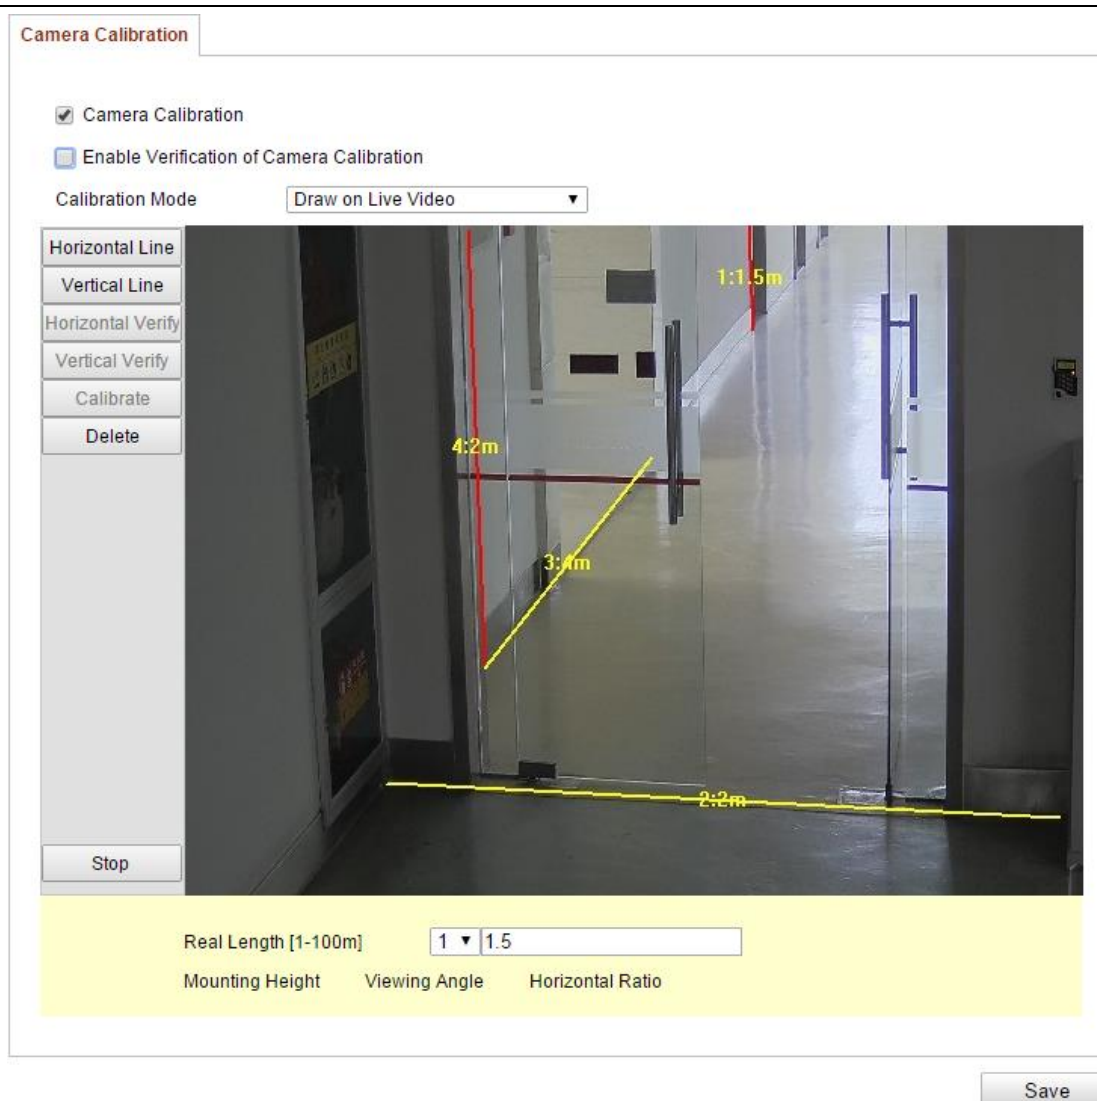 Camera Calibration
Camera Calibration
Enable Verification of Camera Calibration
Calibration Mode
Draw on Live Video
Horizontal Line
Vertical Line
Horizontal Verify
Vertical Verify
Calibrate
Delete
1:1.5m
4:2m
3:4m
2:2m
Stop
Real Length [1-100m]
1
1.5
Mounting Height Viewing Angle Horizontal Ratio
Save